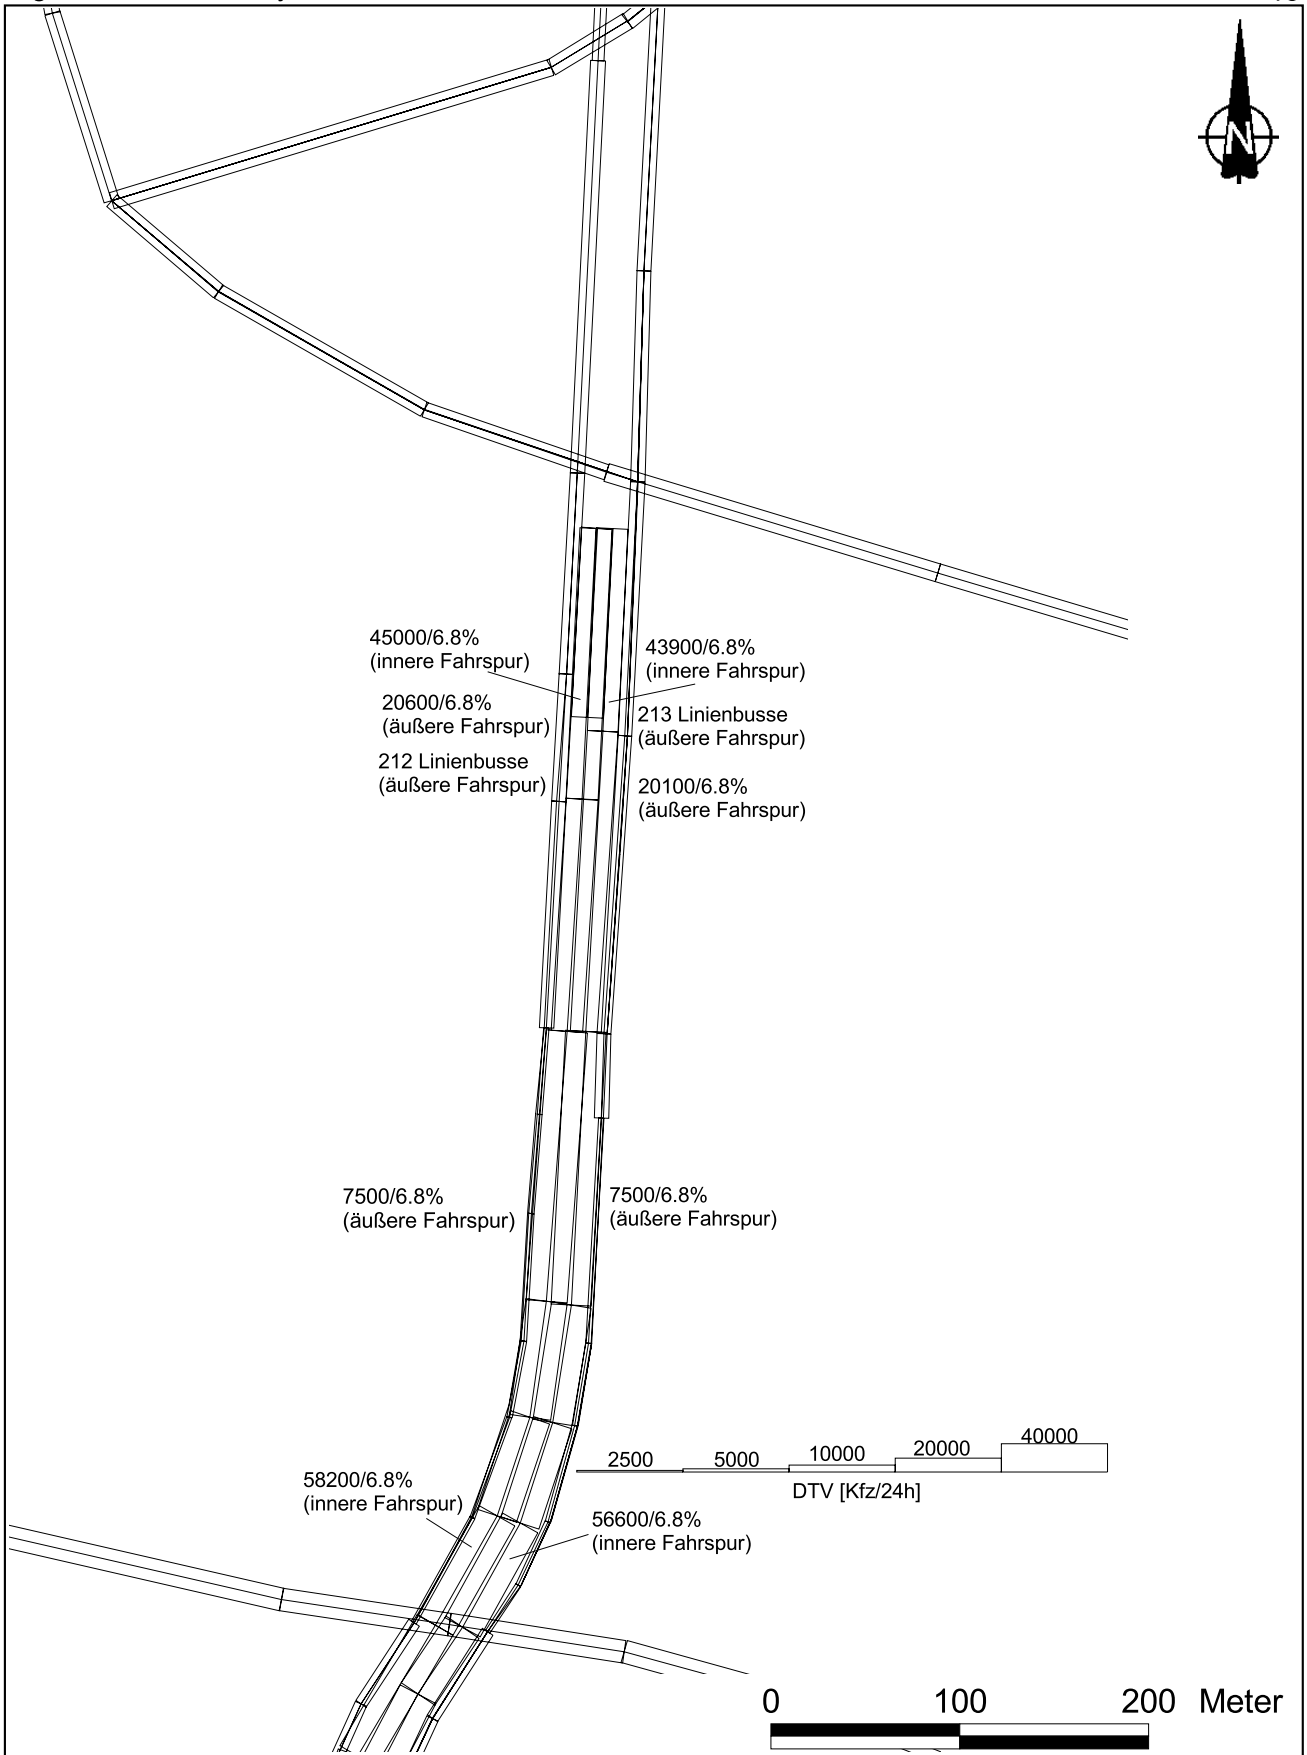 N
45000/6.8%
(innere Fahrspur)
43900/6.8%
(innere Fahrspur)
20600/6.8%
(äußere Fahrspur)
213 Linienbusse
(äußere Fahrspur)
212 Linienbusse
(äußere Fahrspur)
20100/6.8%
(äußere Fahrspur)
7500/6.8%
(äußere Fahrspur)
7500/6.8%
(äußere Fahrspur)
2500 5000 10000 20000 40000
DTV [Kfz/24h]
58200/6.8%
(innere Fahrspur)
56600/6.8%
(innere Fahrspur)
0 100 200 Meter